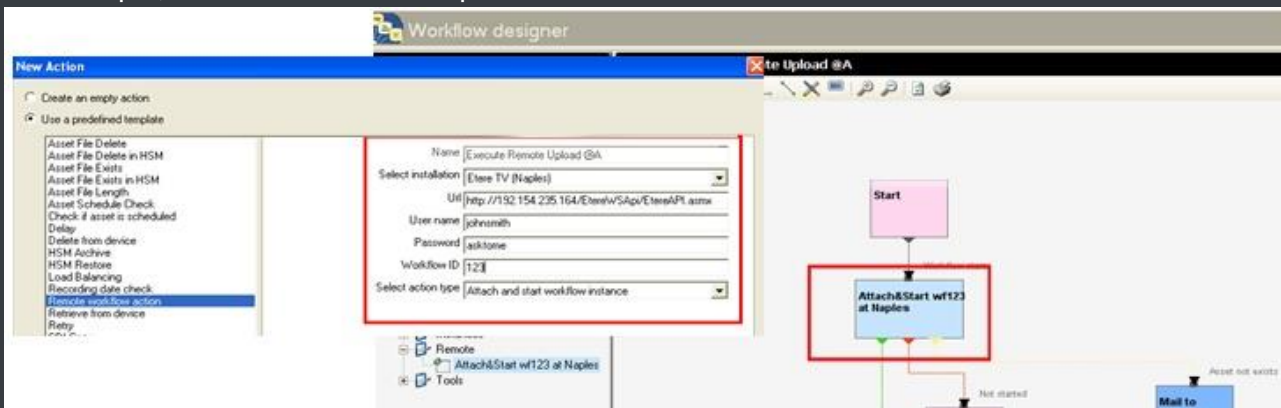 Workflow designer
New Action
te Upload @A
Create an empty action
Use a predefined template
Asset File Delete
Asset File Delete in HSM
Asset File Exists
Asset File Exists in HSM
Asset File Length
Asset Schedule Check
Check if asset is scheduled
Delay
Delete from device
HSM Archive
HSM Restore
Load Balancing
Recording date check
Remote workflow action
Retrieve from device
Retry
Name Execute Remote Upload @A
Select installation Etere TV (Naples)
Url http://192.154.235.164/EtereWSApi/EtereAPI.asmx
User name johnsmith
Password asktome
Workflow ID 123
Select action type Attach and start workflow instance
Remote
Attach&Start wf123 at Naples
Tools
Start
Attach&Start wf123
at Naples
Not started
Asset not exists
Mail to